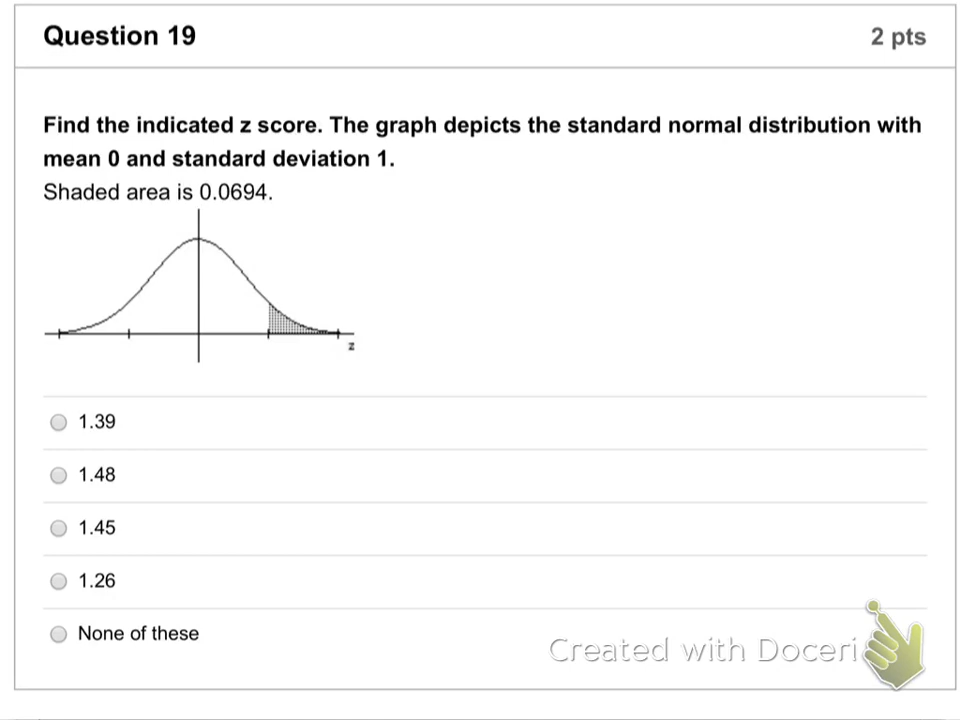 Question 19
2 pts
Find the indicated z score. The graph depicts the standard normal distribution with
mean 0 and standard deviation 1.
Shaded area is 0.0694.
z
1.39
1.48
1.45
1.26
None of these
Created with Doceri